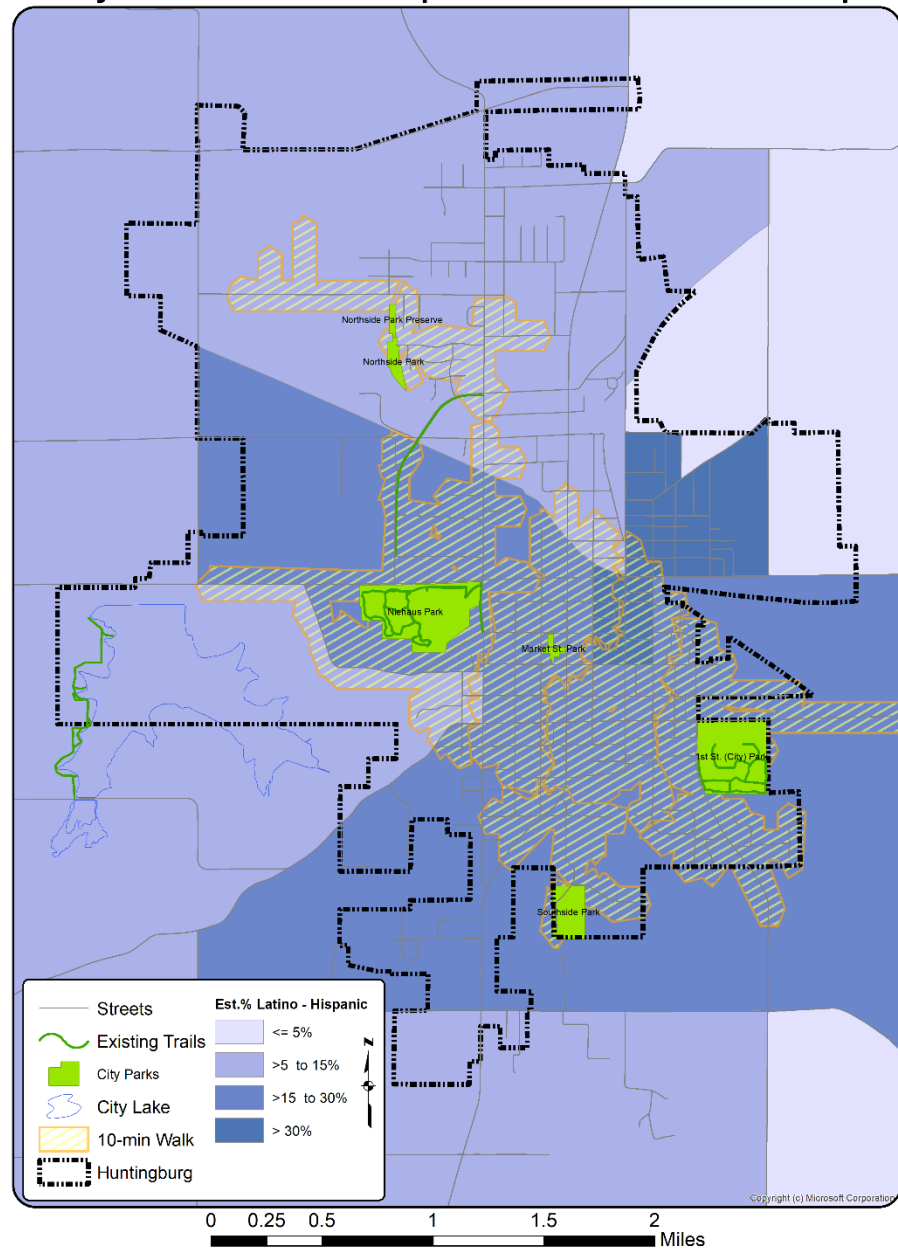 Northside Park Preserve
Northside Park
Niehaus Park
Market St. Park
1st St. (City) Park
Southside Park
Streets
Existing Trails
City Parks
City Lake
10-min Walk
Huntingburg
Est.% Latino - Hispanic
<= 5%
>5 to 15%
>15 to 30%
> 30%
N
Copyright (c) Microsoft Corporation
0 0.25 0.5 1 1.5 2
Miles